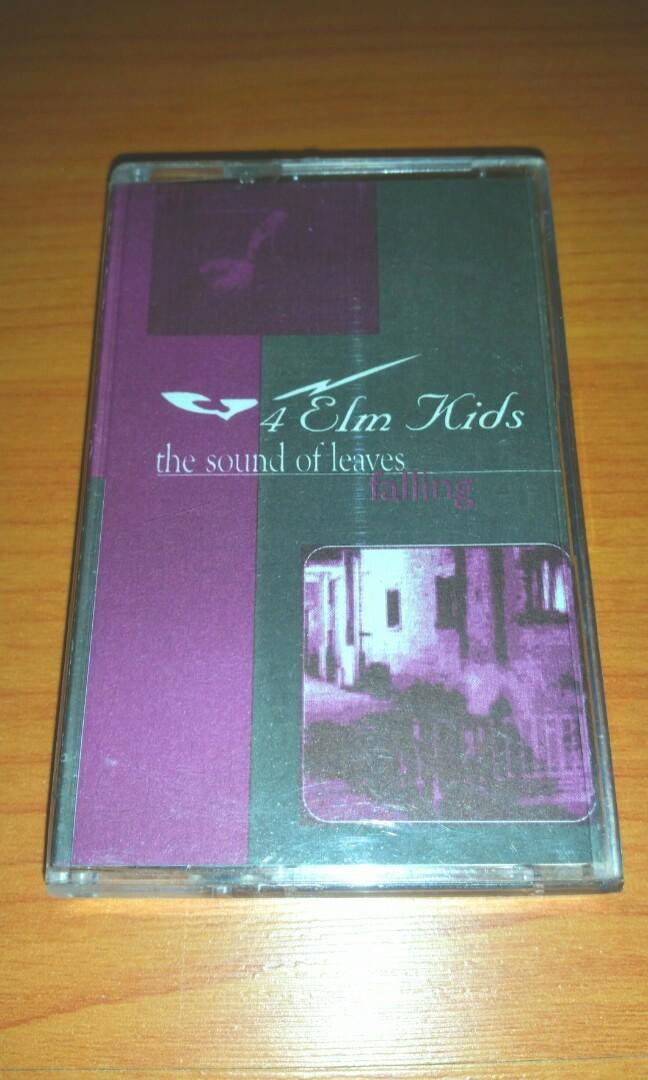 4 Elm Kids
the sound of leaves
falling